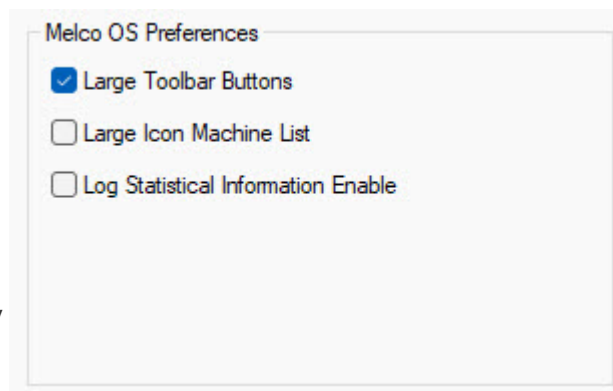 Melco OS Preferences
Large Toolbar Buttons
Large Icon Machine List
Log Statistical Information Enable